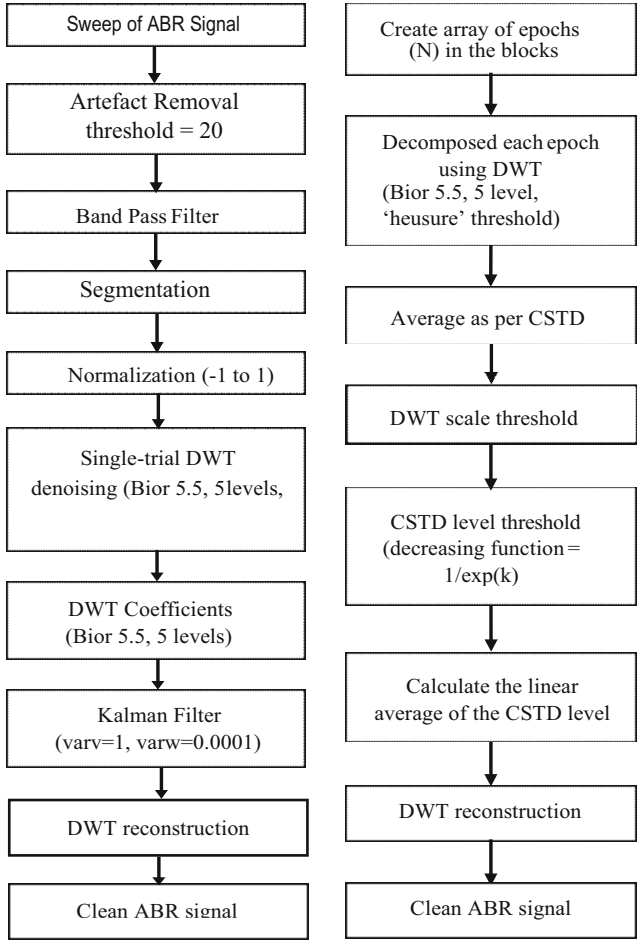 Sweep of ABR Signal
Artefact Removal
threshold = 20
Band Pass Filter
Segmentation
Normalization (-1 to 1)
Single-trial DWT
denoising (Bior 5.5, 5levels,
DWT Coefficients
(Bior 5.5, 5 levels)
Kalman Filter
(varv=1, varw=0.0001)
DWT reconstruction
Clean ABR signal
Create array of epochs
(N) in the blocks
Decomposed each epoch
using DWT
(Bior 5.5, 5 level,
‘heusure’ threshold)
Average as per CSTD
DWT scale threshold
CSTD level threshold
(decreasing function =
1/exp(k)
Calculate the linear
average of the CSTD level
DWT reconstruction
Clean ABR signal